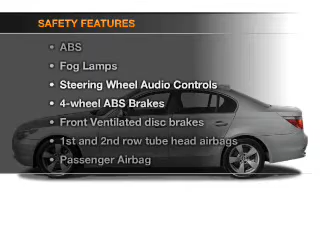 SAFETY FEATURES
• ABS
• Fog Lamps
• Steering Wheel Audio Controls
• 4-wheel ABS Brakes
• Front Ventilated disc brakes
• 1st and 2nd row tube head airbags
• Passenger Airbag